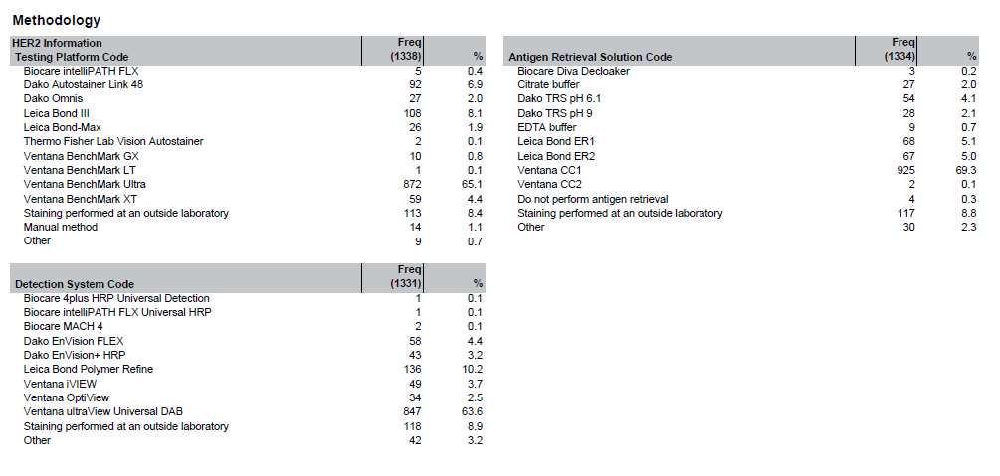 Methodology
HER2 Information Freq
Testing Platform Code (1338) %
Biocare intelliPATH FLX 5 0.4
Dako Autostainer Link 48 92 6.9
Dako Omnis 27 2.0
Leica Bond III 108 8.1
Leica Bond-Max 26 1.9
Thermo Fisher Lab Vision Autostainer 2 0.1
Ventana BenchMark GX 10 0.8
Ventana BenchMark LT 1 0.1
Ventana BenchMark Ultra 872 65.1
Ventana BenchMark XT 59 4.4
Staining performed at an outside laboratory 113 8.4
Manual method 14 1.1
Other 9 0.7
Freq
Antigen Retrieval Solution Code (1334) %
Biocare Diva Decloaker 3 0.2
Citrate buffer 27 2.0
Dako TRS pH 6.1 54 4.1
Dako TRS pH 9 28 2.1
EDTA buffer 9 0.7
Leica Bond ER1 68 5.1
Leica Bond ER2 67 5.0
Ventana CC1 925 69.3
Ventana CC2 2 0.1
Do not perform antigen retrieval 4 0.3
Staining performed at an outside laboratory 117 8.8
Other 30 2.3
Freq
Detection System Code (1331) %
Biocare 4plus HRP Universal Detection 1 0.1
Biocare intelliPATH FLX Universal HRP 1 0.1
Biocare MACH 4 2 0.1
Dako EnVision FLEX 58 4.4
Dako EnVision+ HRP 43 3.2
Leica Bond Polymer Refine 136 10.2
Ventana iVIEW 49 3.7
Ventana OptiView 34 2.5
Ventana ultraView Universal DAB 847 63.6
Staining performed at an outside laboratory 118 8.9
Other 42 3.2